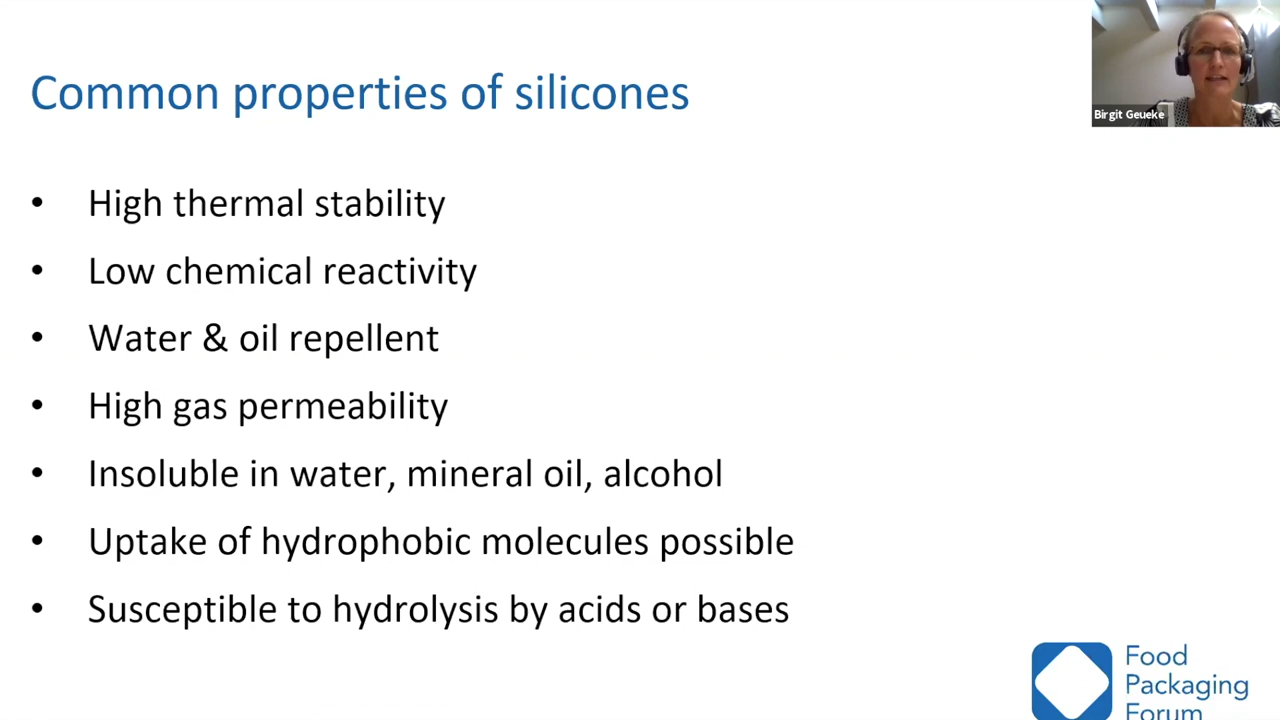 Common properties of silicones
Birgit Geueke
• High thermal stability
• Low chemical reactivity
• Water & oil repellent
• High gas permeability
• Insoluble in water, mineral oil, alcohol
• Uptake of hydrophobic molecules possible
• Susceptible to hydrolysis by acids or bases
Food
Packaging
Forum